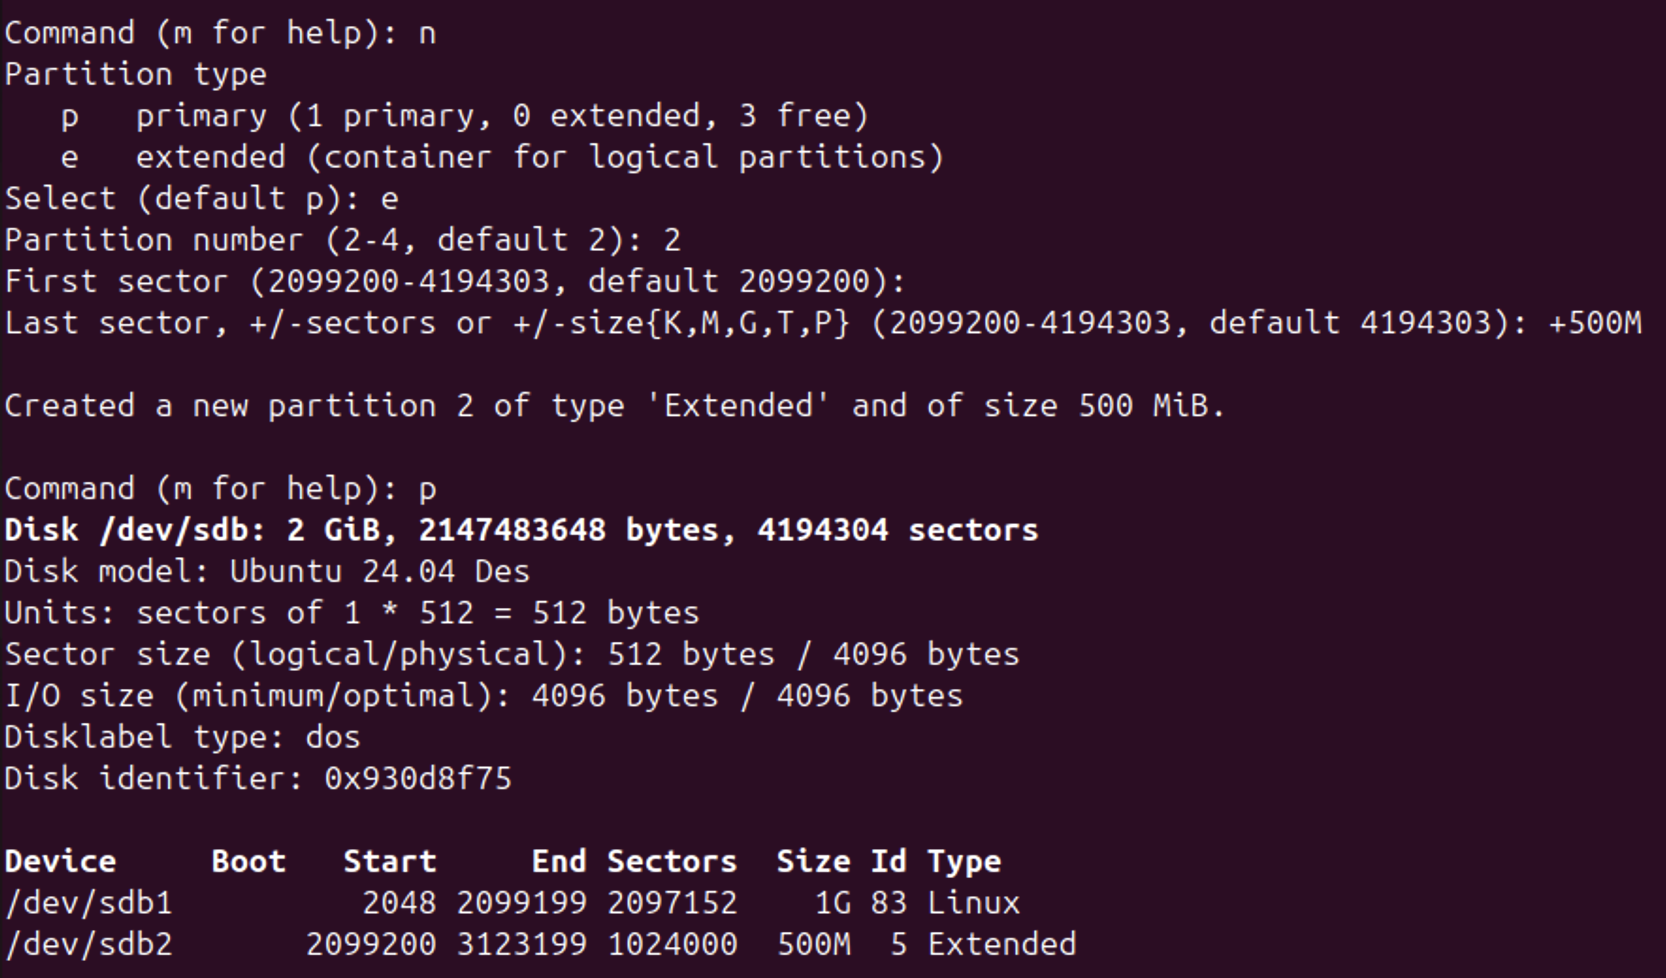 Command (m for help): n
Partition type
   p   primary (1 primary, 0 extended, 3 free)
   e   extended (container for logical partitions)
Select (default p): e
Partition number (2-4, default 2): 2
First sector (2099200-4194303, default 2099200):
Last sector, +/-sectors or +/-size{K,M,G,T,P} (2099200-4194303, default 4194303): +500M
Created a new partition 2 of type 'Extended' and of size 500 MiB.
Command (m for help): p
Disk /dev/sdb: 2 GiB, 2147483648 bytes, 4194304 sectors
Disk model: Ubuntu 24.04 Des
Units: sectors of 1 * 512 = 512 bytes
Sector size (logical/physical): 512 bytes / 4096 bytes
I/O size (minimum/optimal): 4096 bytes / 4096 bytes
Disklabel type: dos
Disk identifier: 0x930d8f75
Device     Boot   Start     End Sectors  Size Id Type
/dev/sdb1          2048 2099199 2097152    1G 83 Linux
/dev/sdb2       2099200 3123199 1024000  500M  5 Extended